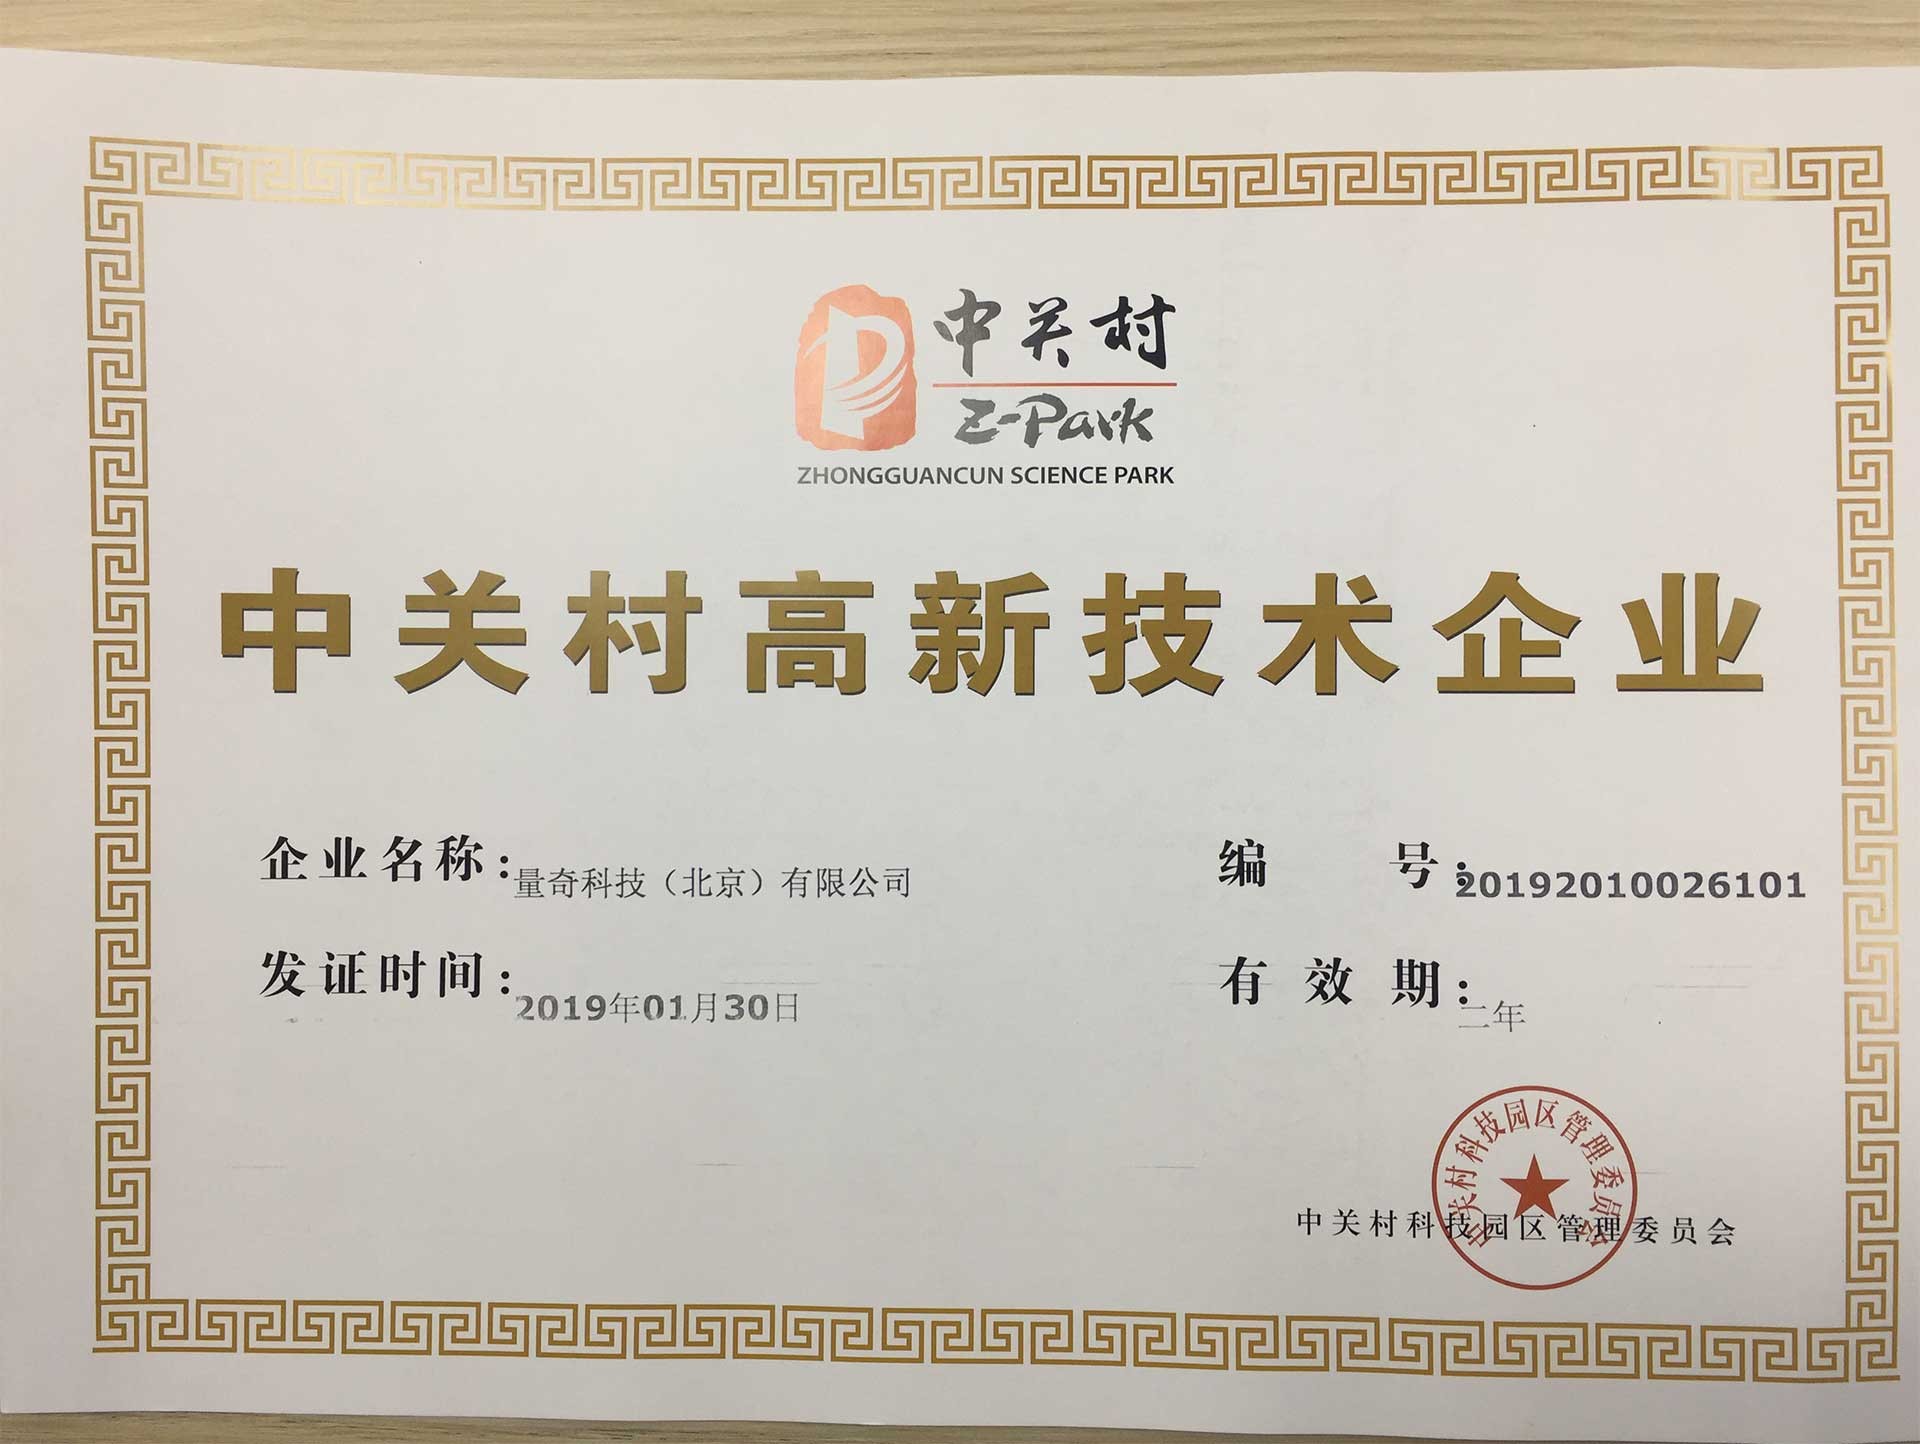 中关村
Z-Park
ZHONGGUANCUN SCIENCE PARK
中关村高新技术企业
企业名称：量奇科技（北京）有限公司
编 号：20192010026101
发证时间：2019年01月30日
有效期：二年
中关村科技园区管理委员会
中关村科技园区管理委员会